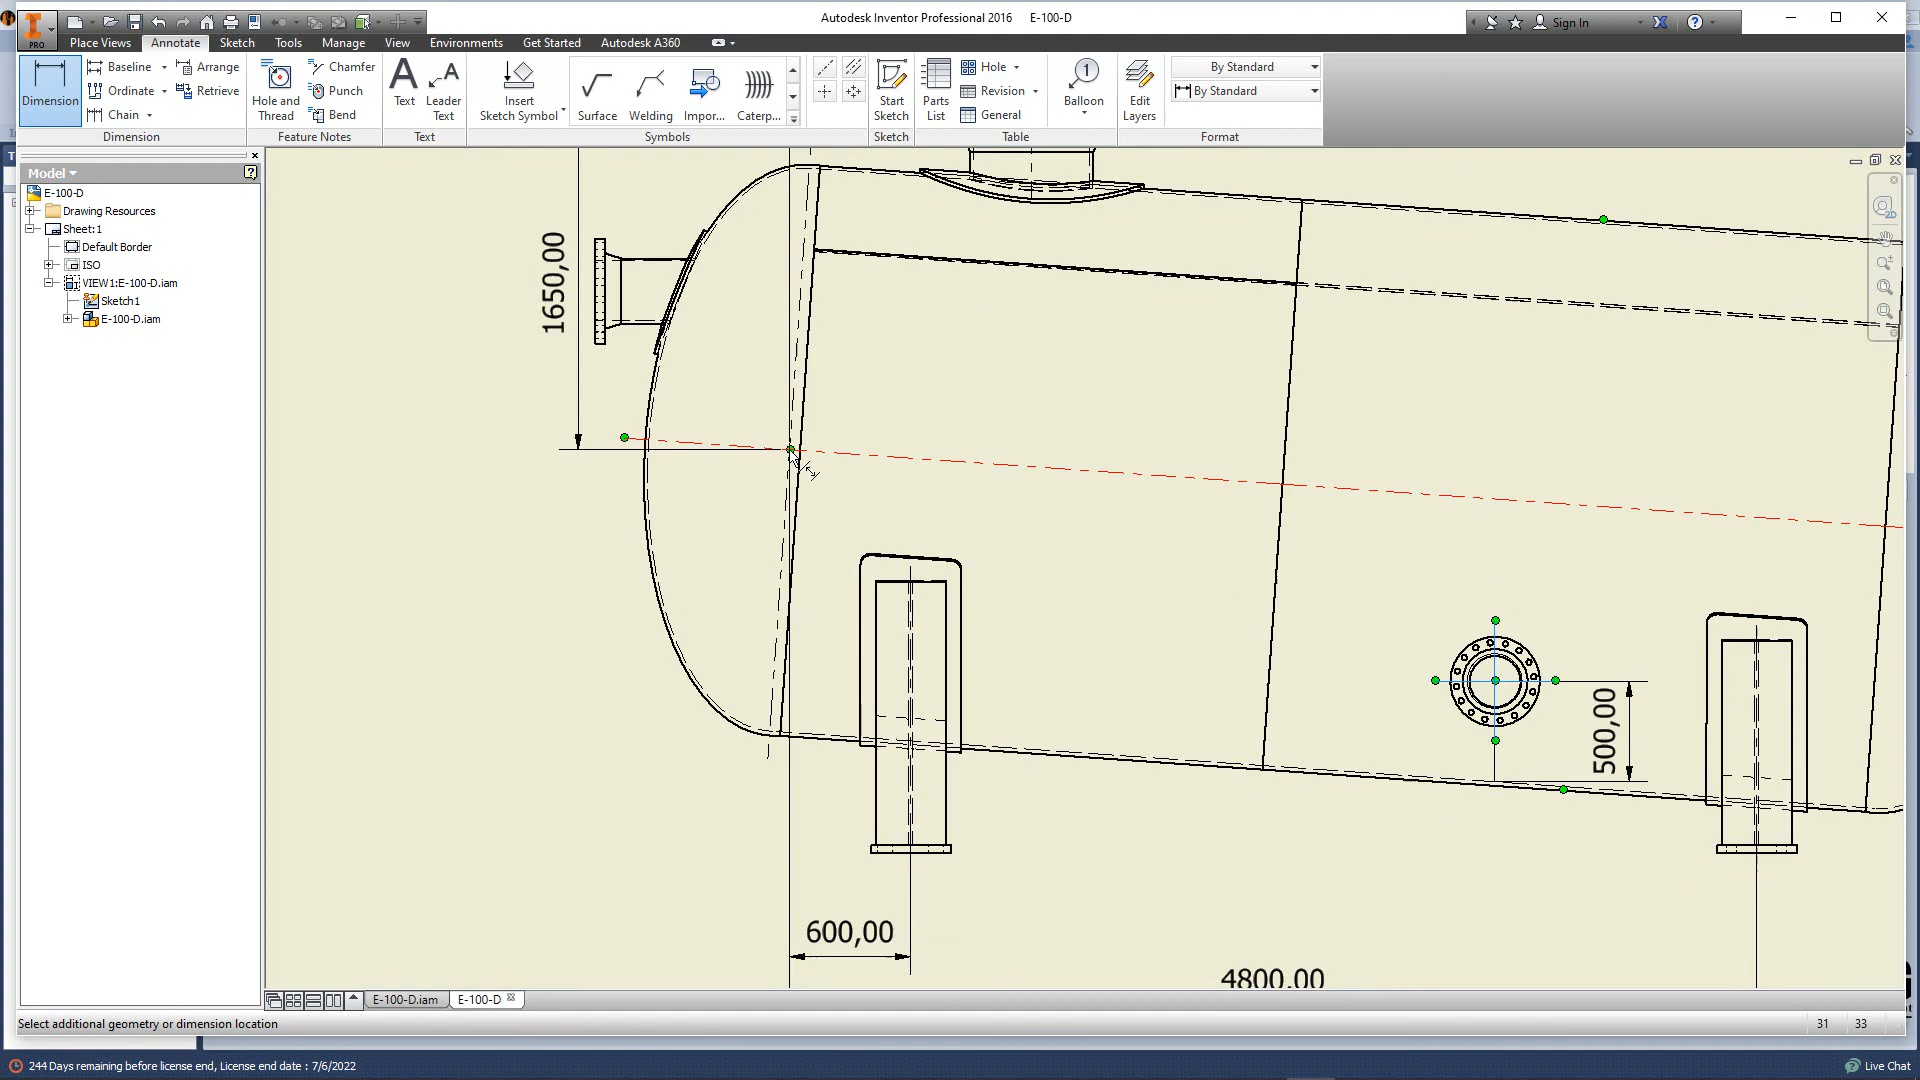 Autodesk Inventor Professional 2016 E-100-D
Sign In
PRO
Place Views Annotate Sketch Tools Manage View Environments Get Started Autodesk A360
Dimension
Baseline
Ordinate
Chain
Arrange
Retrieve
Dimension
Hole and
Thread
Chamfer
Punch
Bend
Feature Notes
Text
Leader
Text
Text
Insert
Sketch Symbol
Surface
Welding
Impor...
Caterp...
Symbols
Start
Sketch
Sketch
Parts
List
Hole
Revision
General
Table
Balloon
Edit
Layers
By Standard
By Standard
Format
Model
E-100-D
Drawing Resources
Sheet:1
Default Border
ISO
VIEW1:E-100-D.iam
Sketch1
E-100-D.iam
1650,00
500,00
600,00
4800,00
2D
E-100-D.iam
E-100-D
Select additional geometry or dimension location
31 33
244 Days remaining before license end, License end date : 7/6/2022
Live Chat